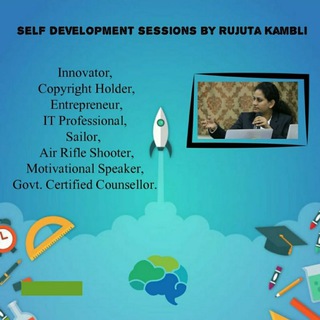 SELF DEVELOPMENT SESSIONS BY RUJUTA KAMBLI
Innovator,
Copyright Holder,
Entrepreneur,
IT Professional,
Sailor,
Air Rifle Shooter,
Motivational Speaker,
Govt. Certified Counsellor.